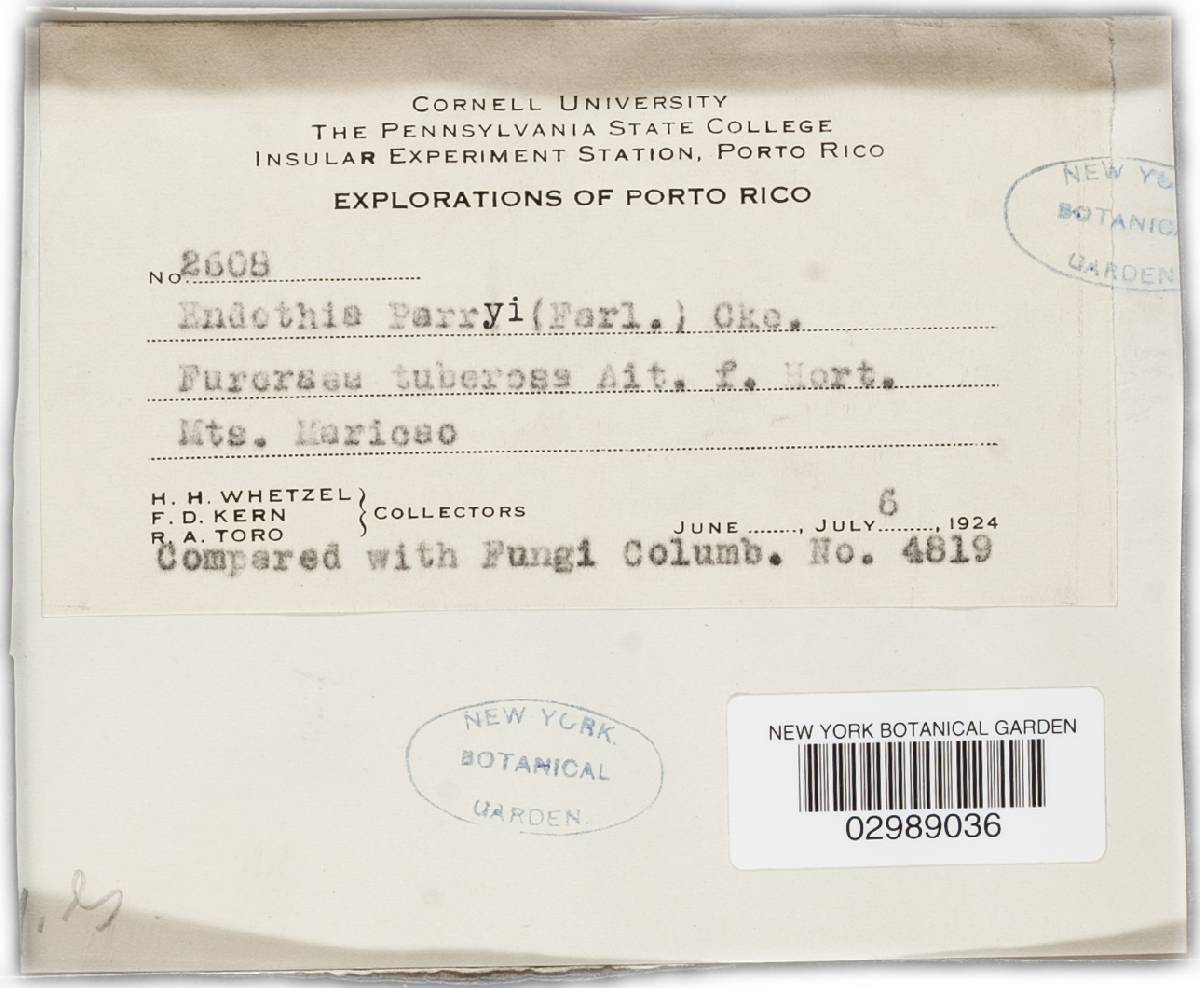 CORNELL UNIVERSITY
THE PENNSYLVANIA STATE COLLEGE
INSULAR EXPERIMENT STATION, PORTO RICO
EXPLORATIONS OF PORTO RICO
No. 2608
Endothia Parryi (Farl.) Cke.
Furcraea tuberosa Ait. f. Hort.
Mts. Maricao
H. H. WHETZEL
F. D. KERN
R. A. TORO
COLLECTORS
JUNE ........, JULY 6, 1924
Compared with Fungi Columb. No. 4819
NEW YO
BOTANICA
GARDEN
NEW YORK
BOTANICAL
GARDEN
NEW YORK BOTANICAL GARDEN
02989036